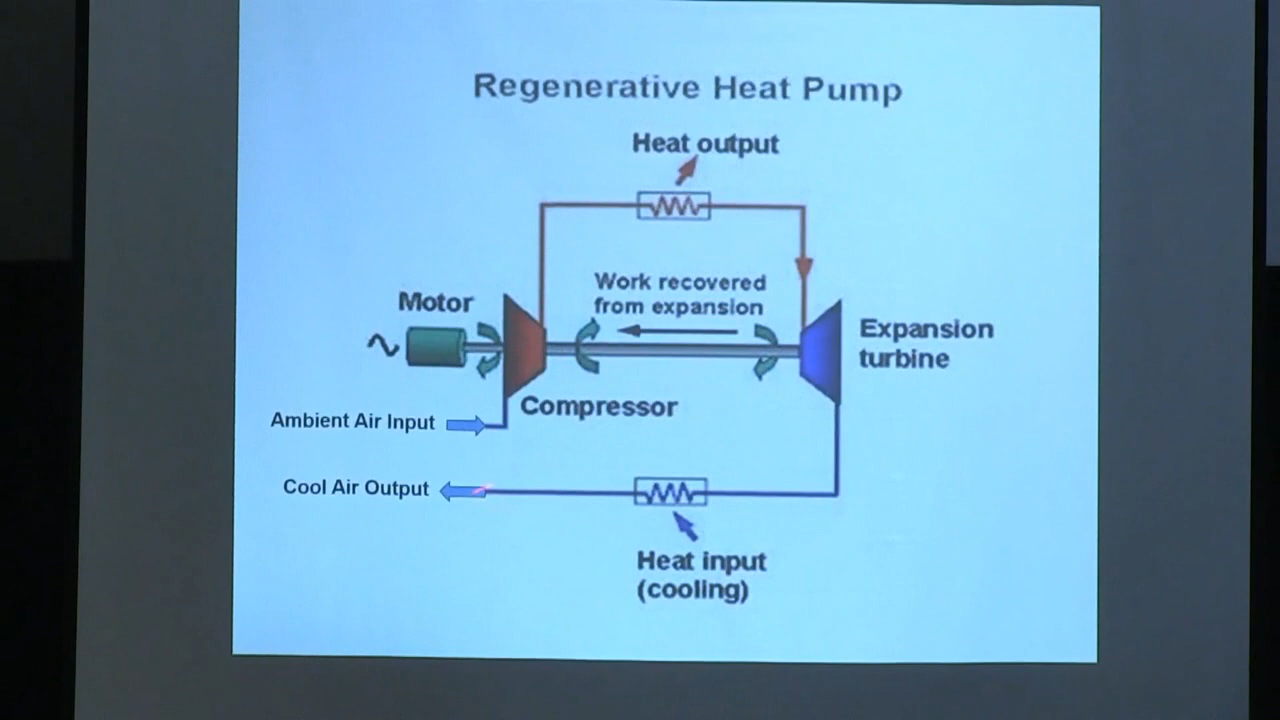 Regenerative Heat Pump
Heat output
Work recovered
from expansion
Motor
Expansion
turbine
Compressor
Ambient Air Input
Cool Air Output
Heat input
(cooling)